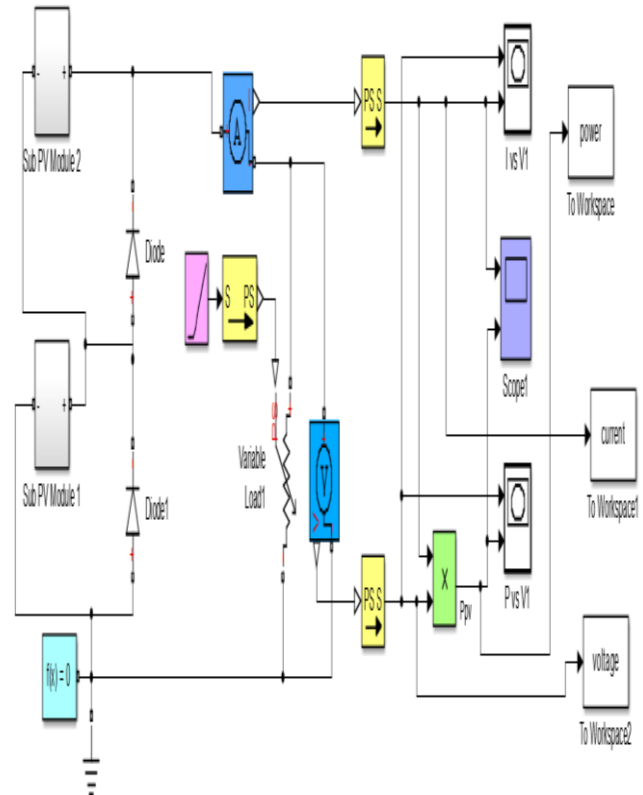 -
+
Sub PV Module 2
Diode
A
I
PS S
I vs V1
power
To Workspace
S PS
Scope1
-
+
Sub PV Module 1
Diode1
PS
Variable
Load1
V
current
To Workspace1
P vs V1
PS S
X
Ppv
f(x) = 0
voltage
To Workspace2